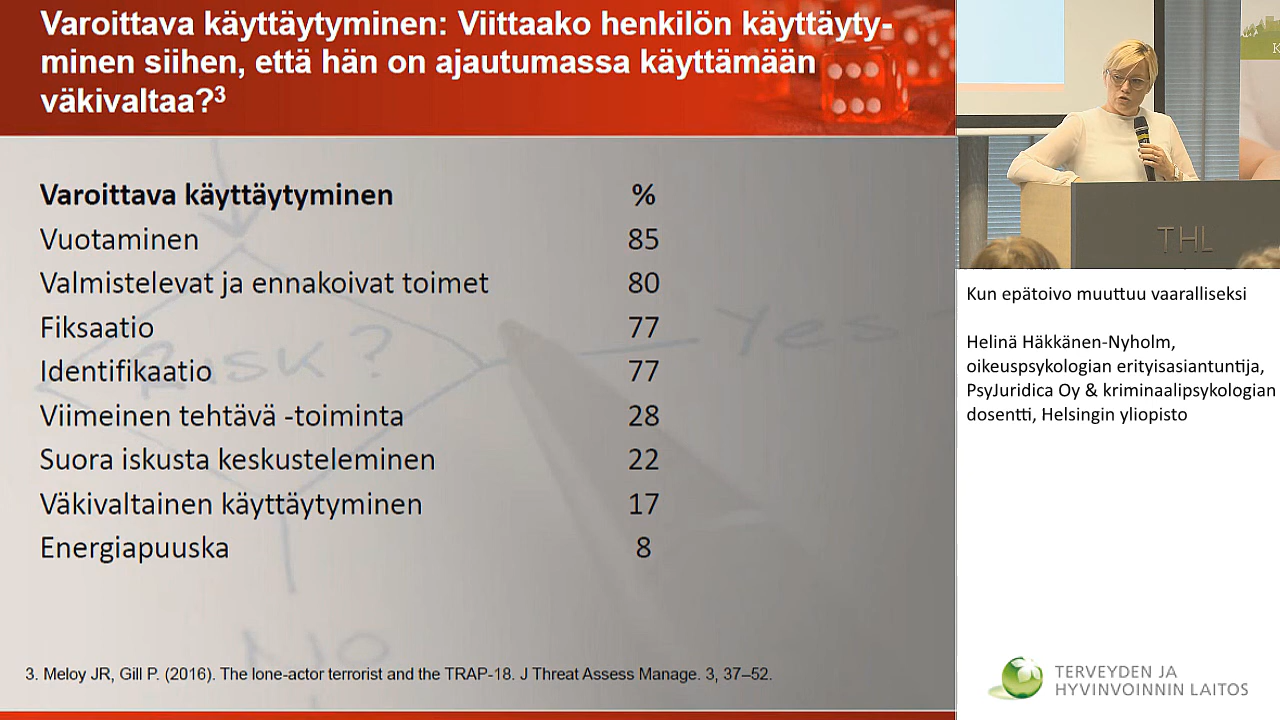 Varoittava käyttäytyminen: Viittaako henkilön käyttäyty-
minen siihen, että hän on ajautumassa käyttämään
väkivaltaa?³
Varoittava käyttäytyminen %
Vuotaminen 85
Valmistelevat ja ennakoivat toimet 80
Fiksaatio 77
Identifikaatio 77
Viimeinen tehtävä -toiminta 28
Suora iskusta keskusteleminen 22
Väkivaltainen käyttäytyminen 17
Energiapuuska 8
RISK?
Yes
NO
3. Meloy JR, Gill P. (2016). The lone-actor terrorist and the TRAP-18. J Threat Assess Manage. 3, 37–52.
K
THL
Kun epätoivo muuttuu vaaralliseksi
Helinä Häkkänen-Nyholm,
oikeuspsykologian erityisasiantuntija,
PsyJuridica Oy & kriminaalipsykologian
dosentti, Helsingin yliopisto
TERVEYDEN JA
HYVINVOINNIN LAITOS